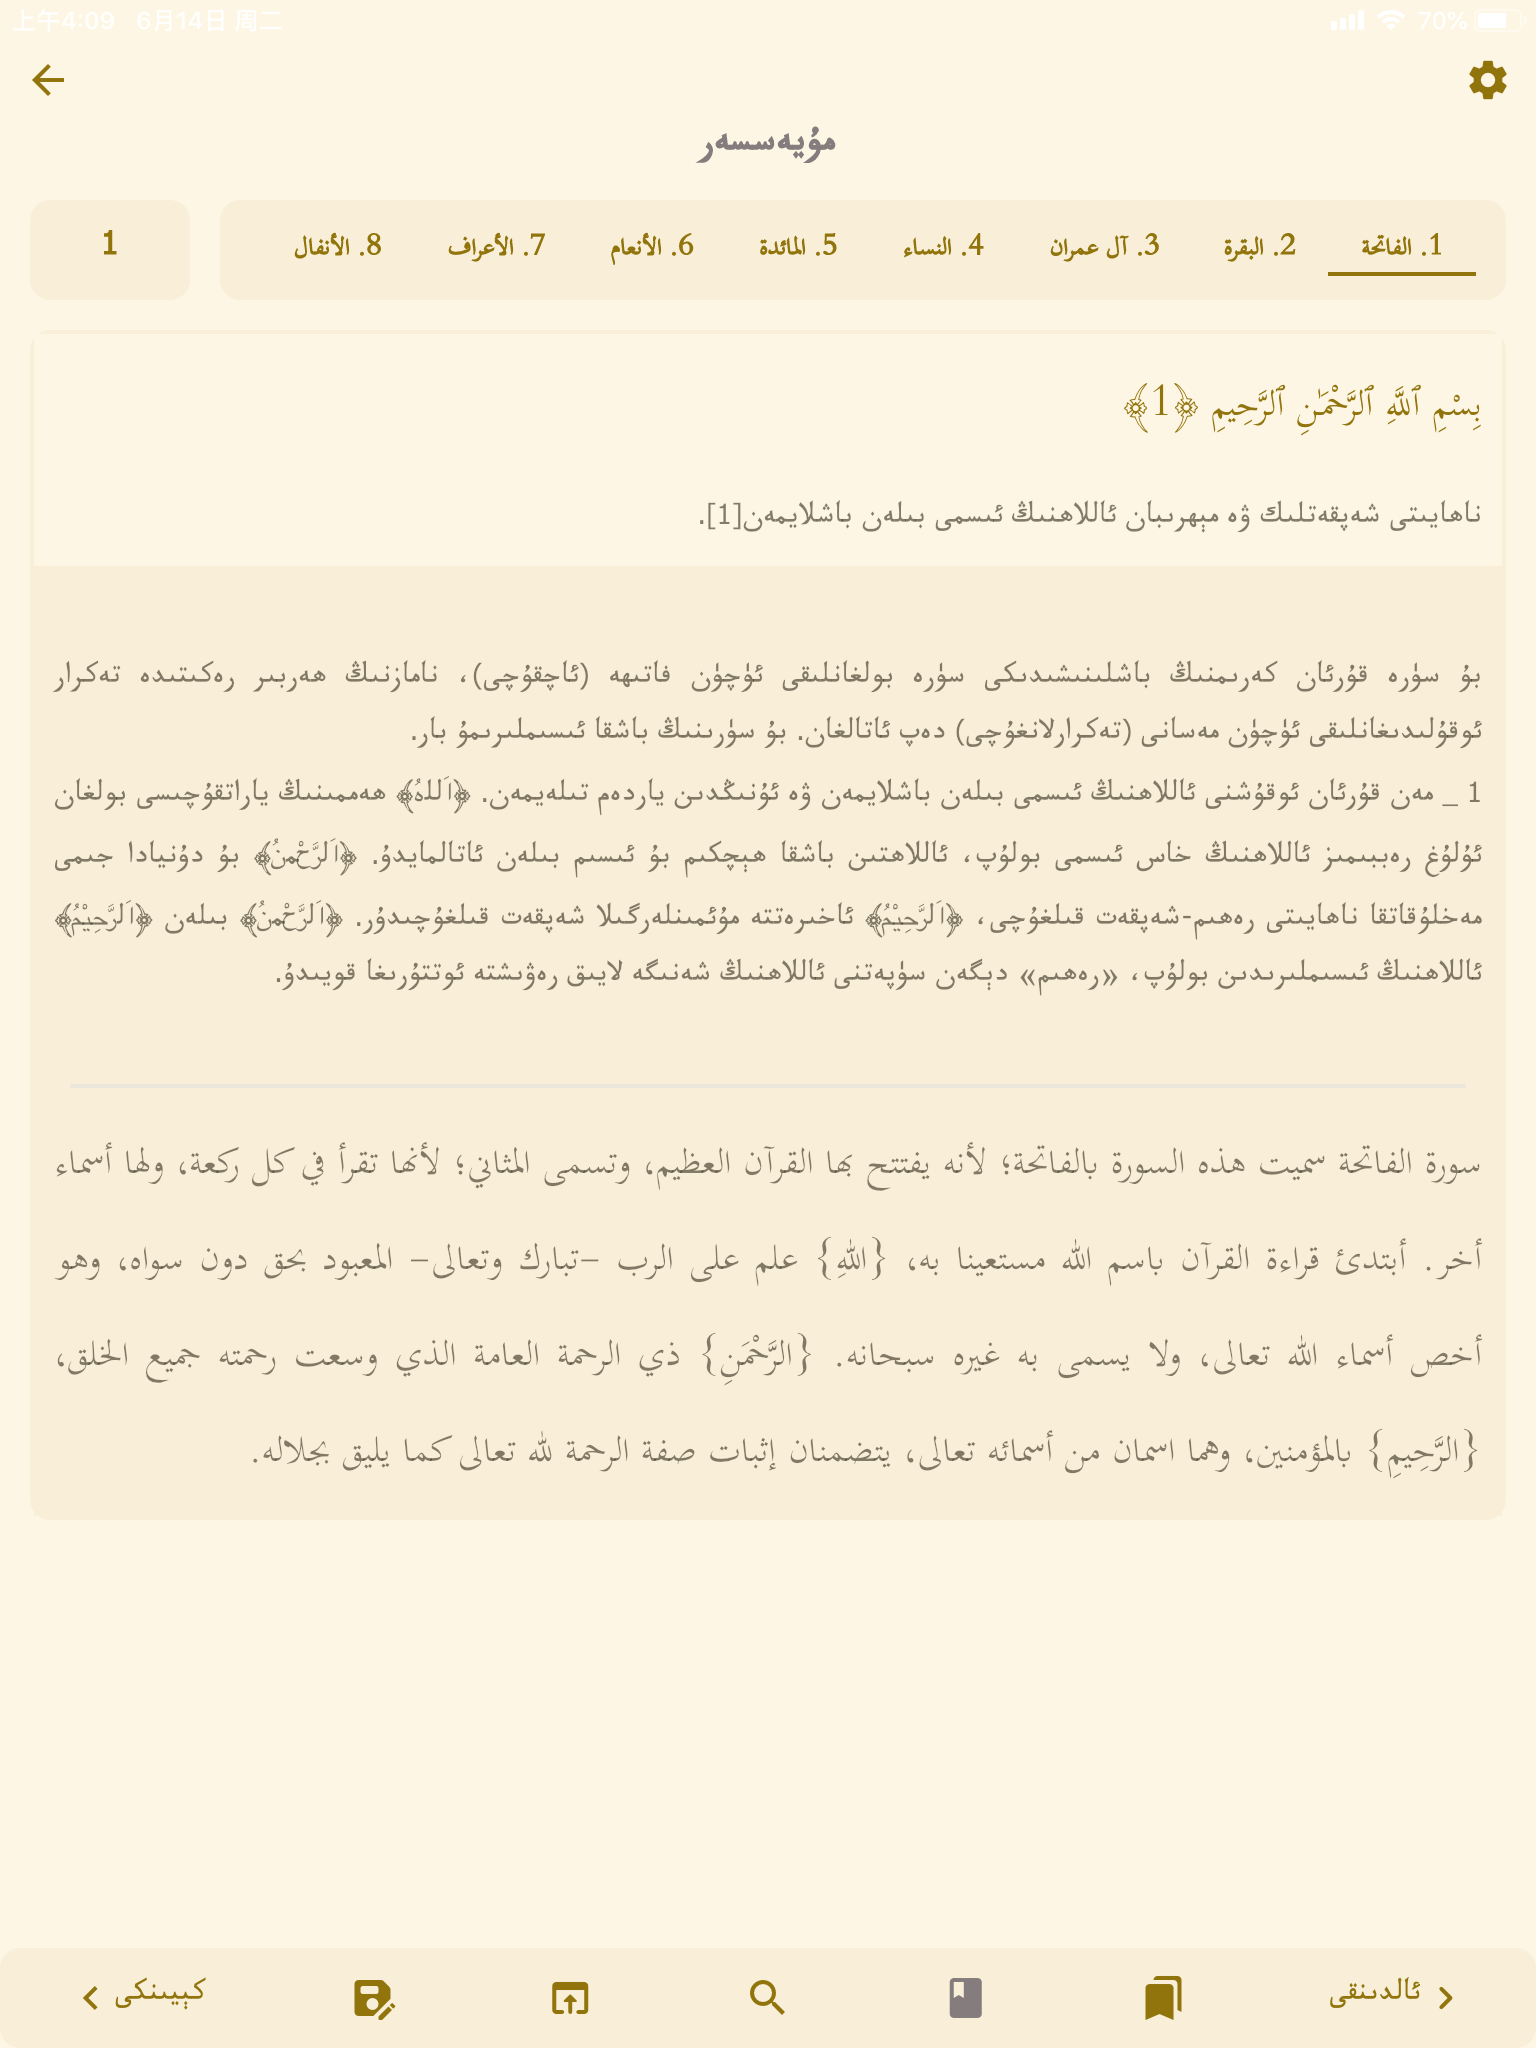 上午4:09 6月14日 周二 70%
مۇيەسسەر
1. الفاتحة 2. البقرة 3. آل عمران 4. النساء 5. المائدة 6. الأنعام 7. الأعراف 8. الأنفال
1
بِسْمِ ٱللَّهِ ٱلرَّحْمَـٰنِ ٱلرَّحِيمِ ﴿1﴾
ناھايىتى شەپقەتلىك ۋە مېھرىبان ئاللاھنىڭ ئىسمى بىلەن باشلايمەن[1].
بۇ سۈرە قۇرئان كەرىمنىڭ باشلىنىشىدىكى سۈرە بولغانلىقى ئۈچۈن فاتىھە (ئاچقۇچى)، نامازنىڭ ھەربىر رەكىتىدە تەكرار
ئوقۇلىدىغانلىقى ئۈچۈن مەسانى (تەكرارلانغۇچى) دەپ ئاتالغان. بۇ سۈرىنىڭ باشقا ئىسىملىرىمۇ بار.
1 _ مەن قۇرئان ئوقۇشنى ئاللاھنىڭ ئىسمى بىلەن باشلايمەن ۋە ئۇنىڭدىن ياردەم تىلەيمەن. ﴿اَللهُ﴾ ھەممىنىڭ ياراتقۇچىسى بولغان
ئۇلۇغ رەببىمىز ئاللاھنىڭ خاس ئىسمى بولۇپ، ئاللاھتىن باشقا ھېچكىم بۇ ئىسىم بىلەن ئاتالمايدۇ. ﴿اَلرَّحْمنُ﴾ بۇ دۇنيادا جىمى
مەخلۇقاتقا ناھايىتى رەھىم-شەپقەت قىلغۇچى، ﴿اَلرَّحِيْمُ﴾ ئاخىرەتتە مۇئمىنلەرگىلا شەپقەت قىلغۇچىدۇر. ﴿اَلرَّحْمنُ﴾ بىلەن ﴿اَلرَّحِيْمُ﴾
ئاللاھنىڭ ئىسىملىرىدىن بولۇپ، «رەھىم» دېگەن سۈپەتنى ئاللاھنىڭ شەنىگە لايىق رەۋىشتە ئوتتۇرىغا قويىدۇ.
سورة الفاتحة سميت هذه السورة بالفاتحة؛ لأنه يفتتح بها القرآن العظيم، وتسمى المثاني؛ لأنها تقرأ في كل ركعة، ولها أسماء
أخر. أبتدئ قراءة القرآن باسم الله مستعينا به، {اللهِ} علم على الرب –تبارك وتعالى– المعبود بحق دون سواه، وهو
أخص أسماء الله تعالى، ولا يسمى به غيره سبحانه. {الرَّحْمَنِ} ذي الرحمة العامة الذي وسعت رحمته جميع الخلق،
{الرَّحِيمِ} بالمؤمنين، وهما اسمان من أسمائه تعالى، يتضمنان إثبات صفة الرحمة لله تعالى كما يليق بجلاله.
ئالدىنقى كېيىنكى